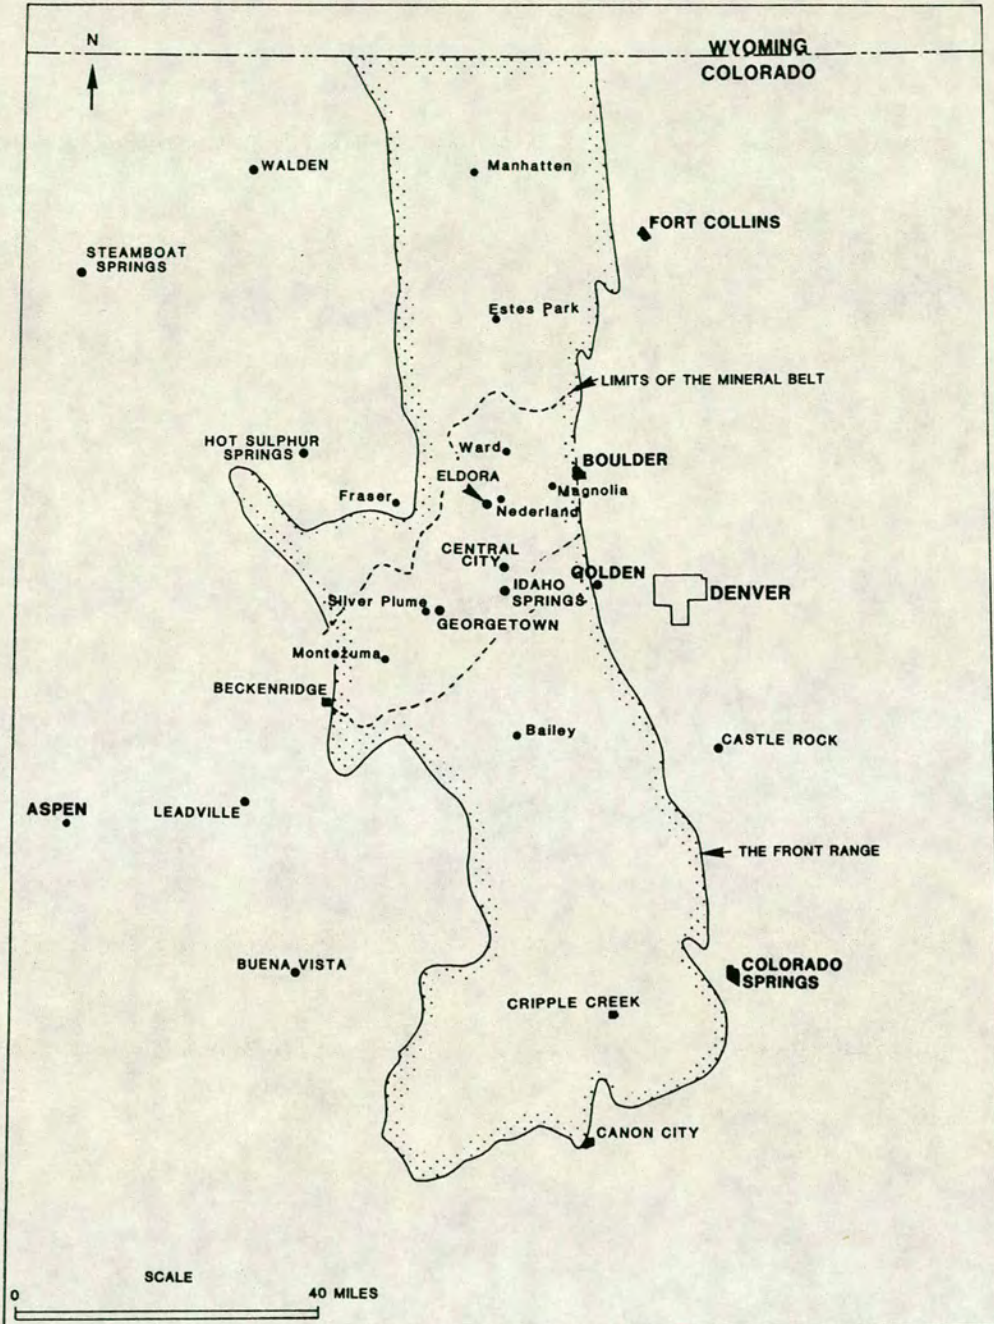 N
WYOMING
COLORADO
WALDEN
Manhatten
FORT COLLINS
STEAMBOAT
SPRINGS
Estes Park
LIMITS OF THE MINERAL BELT
HOT SULPHUR
SPRINGS
Ward
BOULDER
ELDORA
Magnolia
Fraser
Nederland
CENTRAL
CITY
GOLDEN
IDAHO
SPRINGS
DENVER
Silver Plume
GEORGETOWN
Montezuma
BECKENRIDGE
Bailey
CASTLE ROCK
ASPEN
LEADVILLE
THE FRONT RANGE
BUENA VISTA
COLORADO
SPRINGS
CRIPPLE CREEK
CANON CITY
SCALE
0
40 MILES